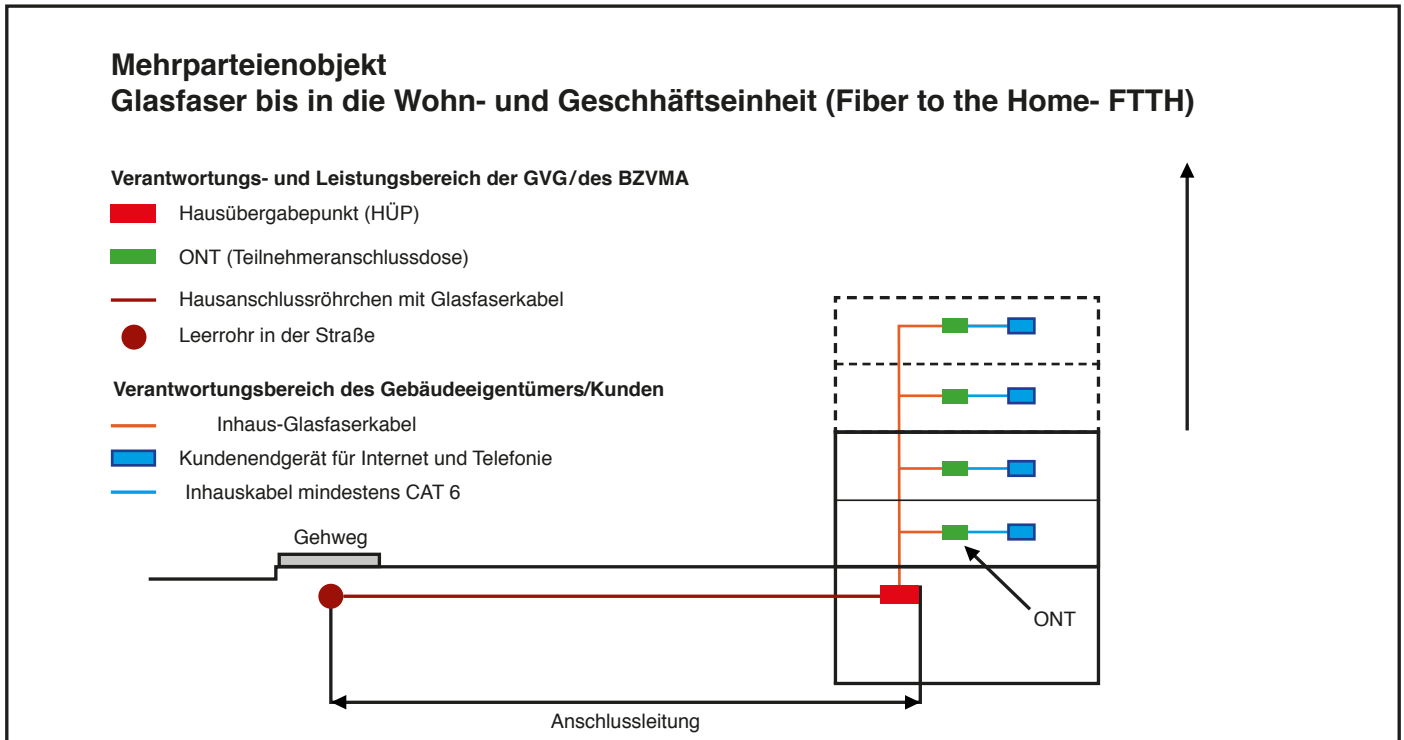 Mehrparteienobjekt
Glasfaser bis in die Wohn- und Geschhäftseinheit (Fiber to the Home- FTTH)
Verantwortungs- und Leistungsbereich der GVG/des BZVMA
Hausübergabepunkt (HÜP)
ONT (Teilnehmeranschlussdose)
Hausanschlussröhrchen mit Glasfaserkabel
Leerrohr in der Straße
Verantwortungsbereich des Gebäudeeigentümers/Kunden
Inhaus-Glasfaserkabel
Kundenendgerät für Internet und Telefonie
Inhauskabel mindestens CAT 6
Gehweg
ONT
Anschlussleitung